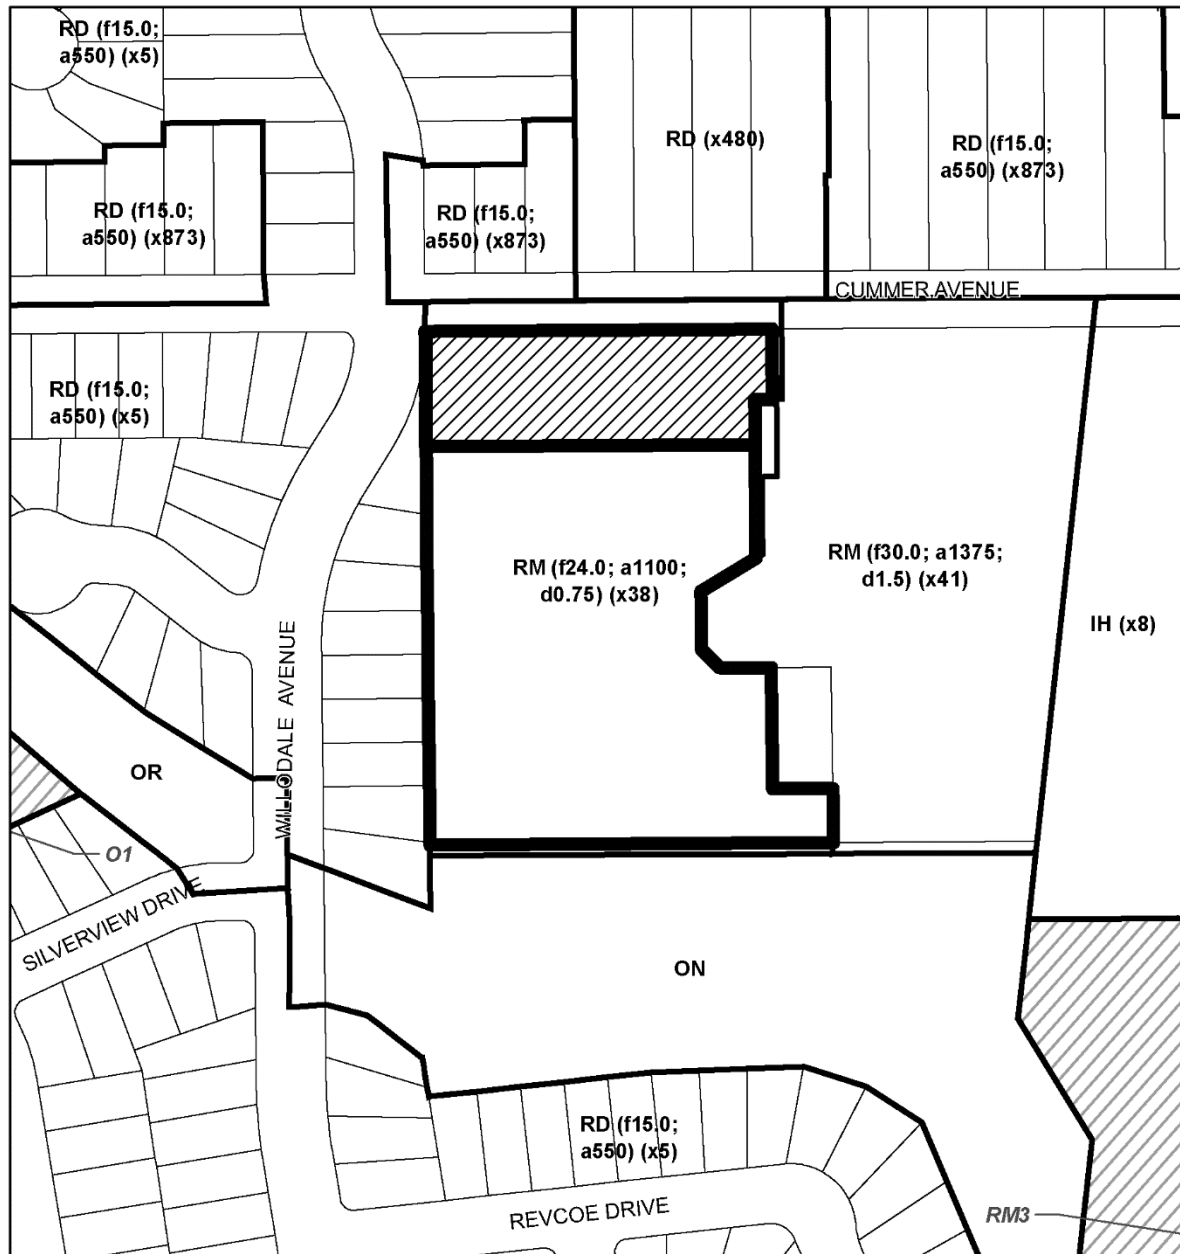 RD (f15.0;
a550) (x5)
RD (x480)
RD (f15.0;
a550) (x873)
RD (f15.0;
a550) (x873)
RD (f15.0;
a550) (x873)
CUMMER AVENUE
RD (f15.0;
a550) (x5)
RM (f24.0; a1100;
d0.75) (x38)
RM (f30.0; a1375;
d1.5) (x41)
IH (x8)
WILLODALE AVENUE
OR
O1
SILVERVIEW DRIVE
ON
RD (f15.0;
a550) (x5)
REVCOE DRIVE
RM3